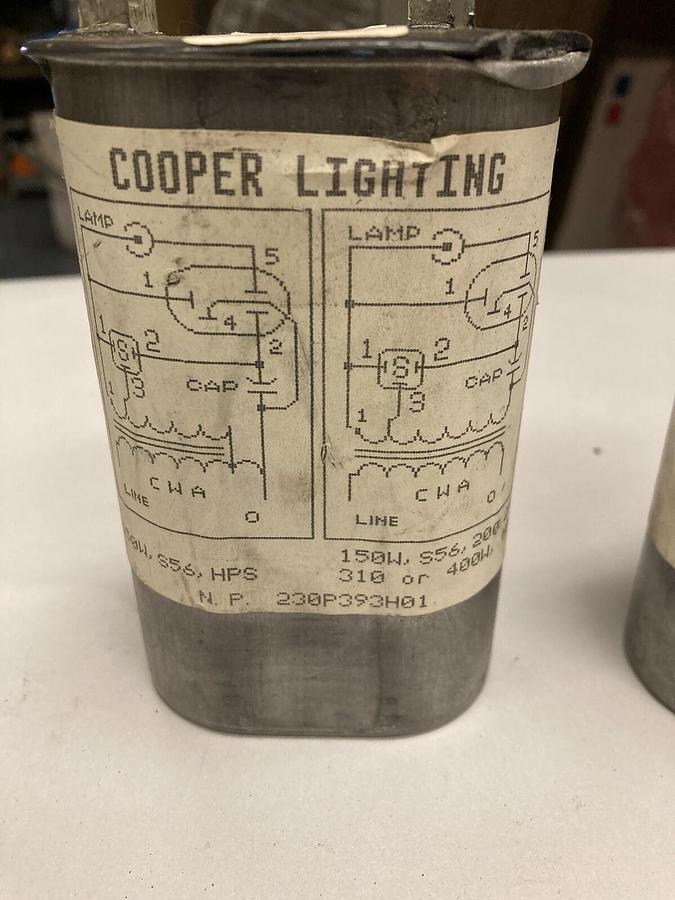 COOPER LIGHTING
LAMP
5
1
4
2
1
S
2
3
CAP
1
CWA
LINE
O
S56, HPS
LAMP
5
1
4
2
1
S
2
3
CAP
1
CWA
LINE
O
150W, S56, 200
310 or 400W,
N.P. 230P393H01